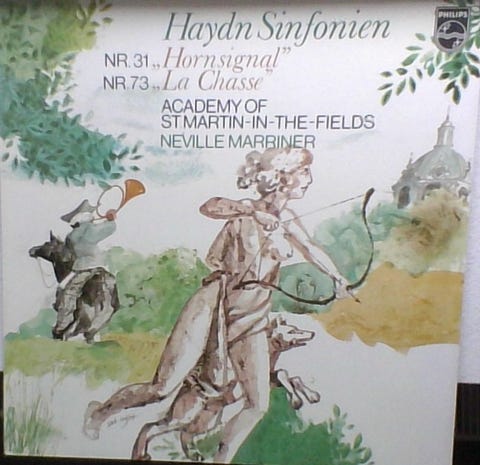 Haydn Sinfonien
PHILIPS
NR. 31 „Hornsignal”
NR. 73 „La Chasse”
ACADEMY OF
ST MARTIN-IN-THE-FIELDS
NEVILLE MARRINER